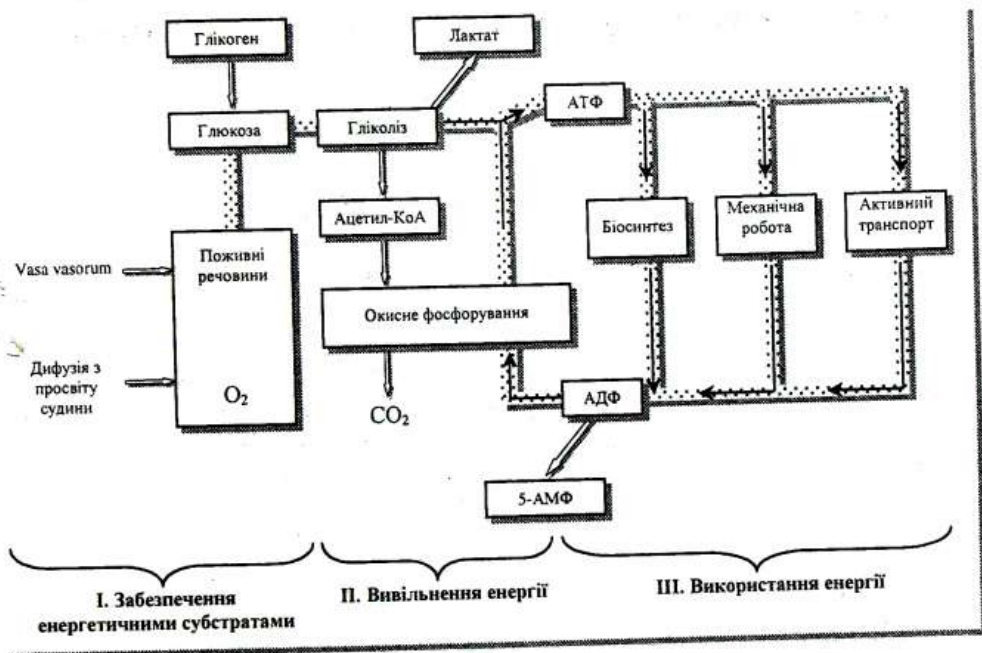 Глікоген
Лактат
Глюкоза
Гліколіз
АТФ
Ацетил-КоА
Біосинтез
Механічна
робота
Активний
транспорт
Vasa vasorum
Поживні
речовини
Окисне фосфорування
Дифузія з
просвіту
судини
O₂
CO₂
АДФ
5-АМФ
I. Забезпечення
енергетичними субстратами
II. Вивільнення енергії
III. Використання енергії